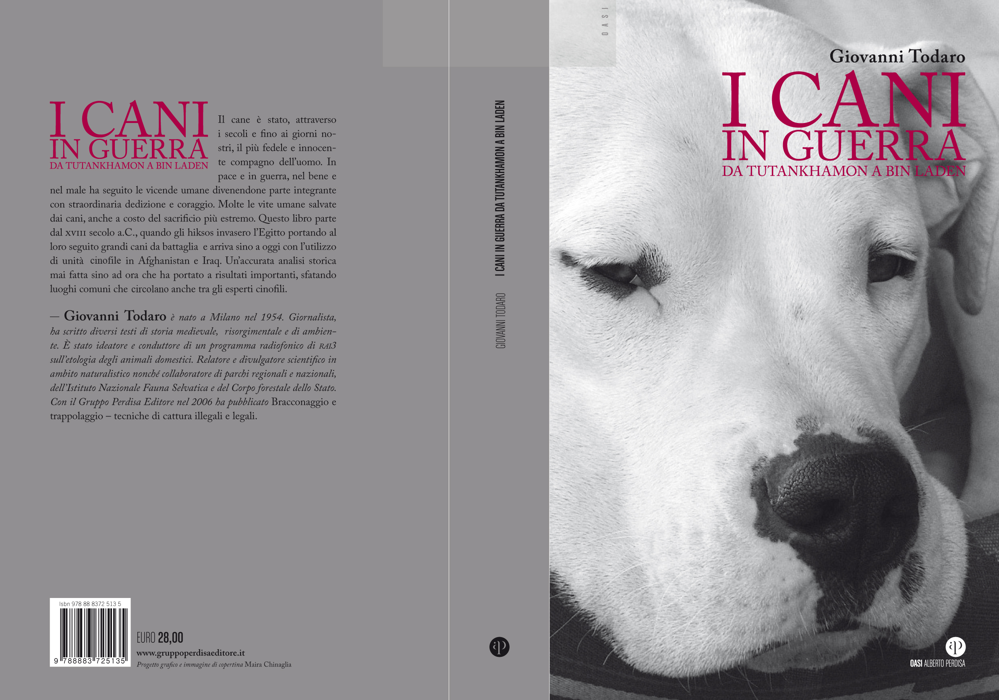 I CANI
IN GUERRA
DA TUTANKHAMON A BIN LADEN
Il cane è stato, attraverso
i secoli e fino ai giorni no-
stri, il più fedele e innocen-
te compagno dell’uomo. In
pace e in guerra, nel bene e
nel male ha seguito le vicende umane divenendone parte integrante
con straordinaria dedizione e coraggio. Molte le vite umane salvate
dai cani, anche a costo del sacrificio più estremo. Questo libro parte
dal XVIII secolo a.C., quando gli hiksos invasero l’Egitto portando al
loro seguito grandi cani da battaglia e arriva sino a oggi con l’utilizzo
di unità cinofile in Afghanistan e Iraq. Un’accurata analisi storica
mai fatta sino ad ora che ha portato a risultati importanti, sfatando
luoghi comuni che circolano anche tra gli esperti cinofili.
— Giovanni Todaro è nato a Milano nel 1954. Giornalista,
ha scritto diversi testi di storia medievale, risorgimentale e di ambien-
te. È stato ideatore e conduttore di un programma radiofonico di RAI3
sull’etologia degli animali domestici. Relatore e divulgatore scientifico in
ambito naturalistico nonché collaboratore di parchi regionali e nazionali,
dell’Istituto Nazionale Fauna Selvatica e del Corpo forestale dello Stato.
Con il Gruppo Perdisa Editore nel 2006 ha pubblicato Bracconaggio e
trappolaggio – tecniche di cattura illegali e legali.
Isbn 978 88 8372 513 5
9 788883 725135
EURO 28,00
www.gruppoperdisaeditore.it
Progetto grafico e immagine di copertina Maira Chinaglia
GIOVANNI TODARO I CANI IN GUERRA DA TUTANKHAMON A BIN LADEN
OASI
Giovanni Todaro
I CANI
IN GUERRA
DA TUTANKHAMON A BIN LADEN
OASI ALBERTO PERDISA